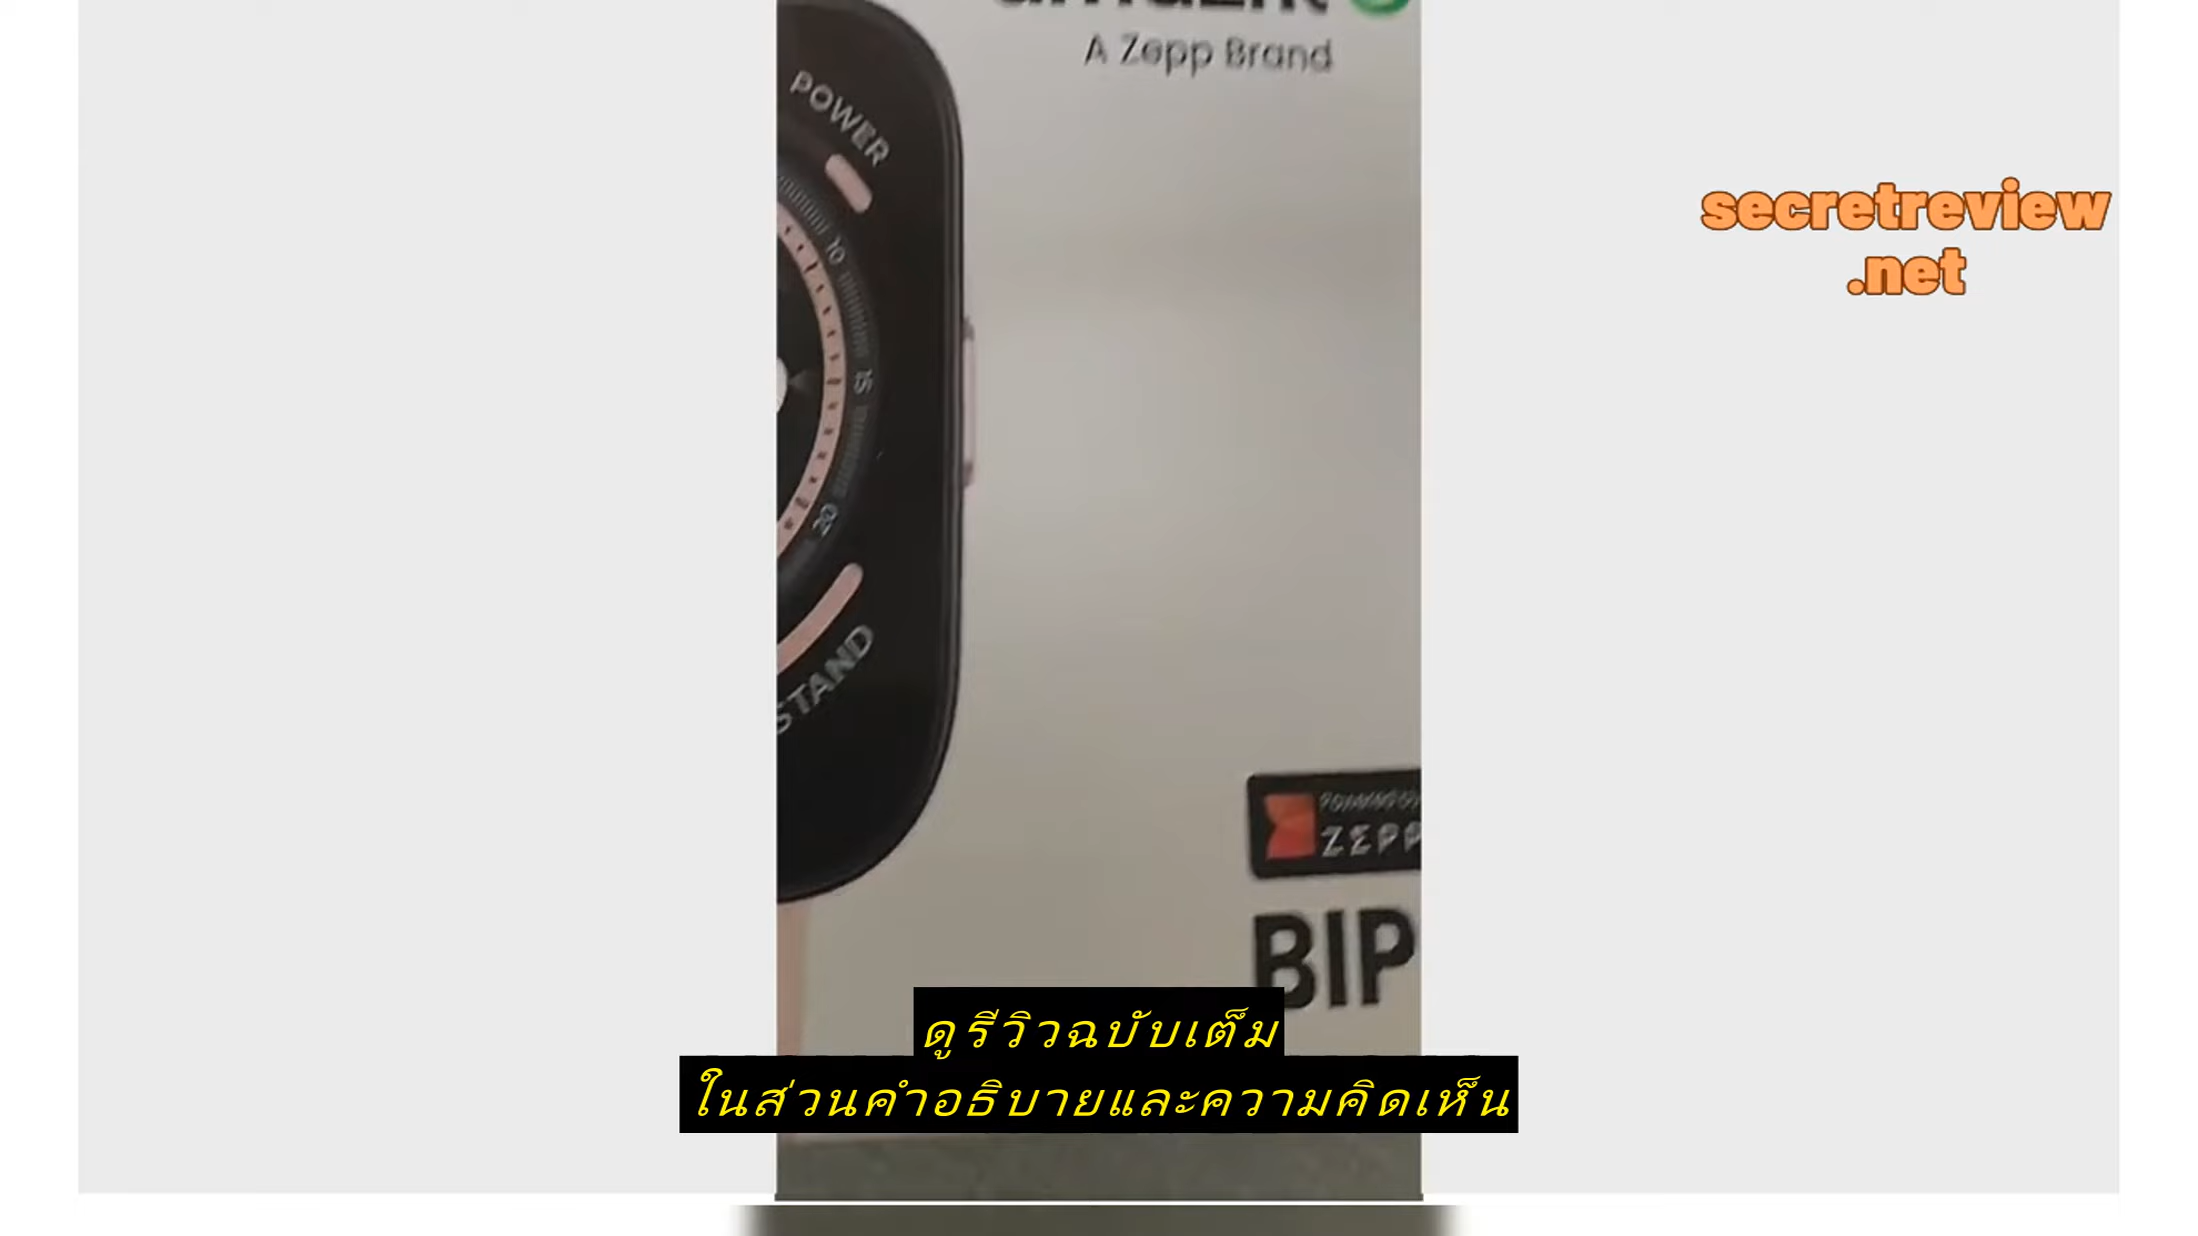 A Zepp Brand
POWER
10
15
20
STAND
secretreview
.net
ZEPP
BIP
ดูรีวิวฉบับเต็ม
ในส่วนคำอธิบายและความคิดเห็น